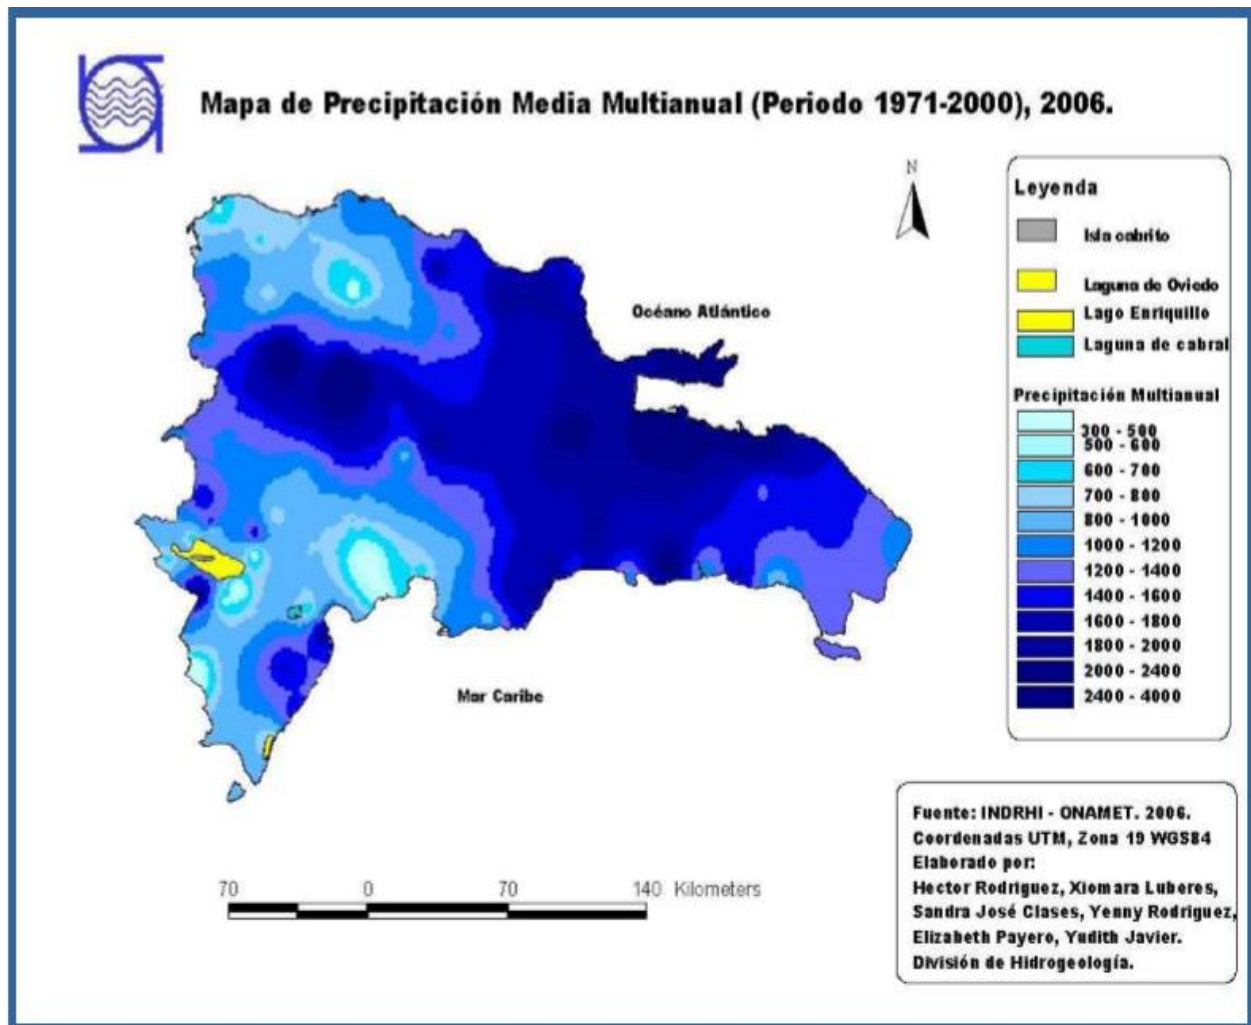 Mapa de Precipitación Media Multianual (Periodo 1971-2000), 2006.
N
Leyenda
Isla cabrito
Laguna de Oviedo
Lago Enriquillo
Laguna de cabral
Océano Atlántico
Precipitación Multianual
300 - 500
500 - 600
600 - 700
700 - 800
800 - 1000
1000 - 1200
1200 - 1400
1400 - 1600
1600 - 1800
1800 - 2000
2000 - 2400
2400 - 4000
Mar Caribe
Fuente: INDRHI - ONAMET. 2006.
Coordenadas UTM, Zona 19 WGS84
Elaborado por:
Hector Rodriguez, Xiomara Luberes,
Sandra José Clases, Yenny Rodriguez,
Elizabeth Payero, Yudith Javier.
División de Hidrogeología.
70 0 70 140 Kilometers